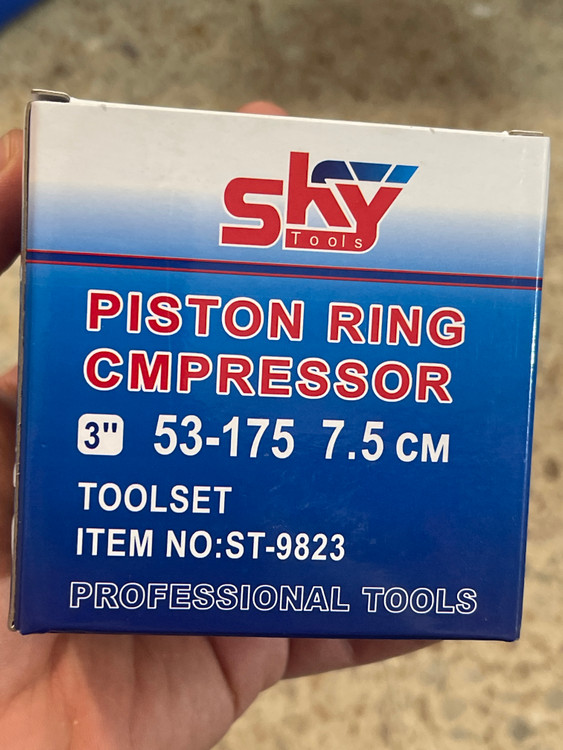 sky
Tools
PISTON RING
CMPRESSOR
3" 53-175 7.5 CM
TOOLSET
ITEM NO:ST-9823
PROFESSIONAL TOOLS